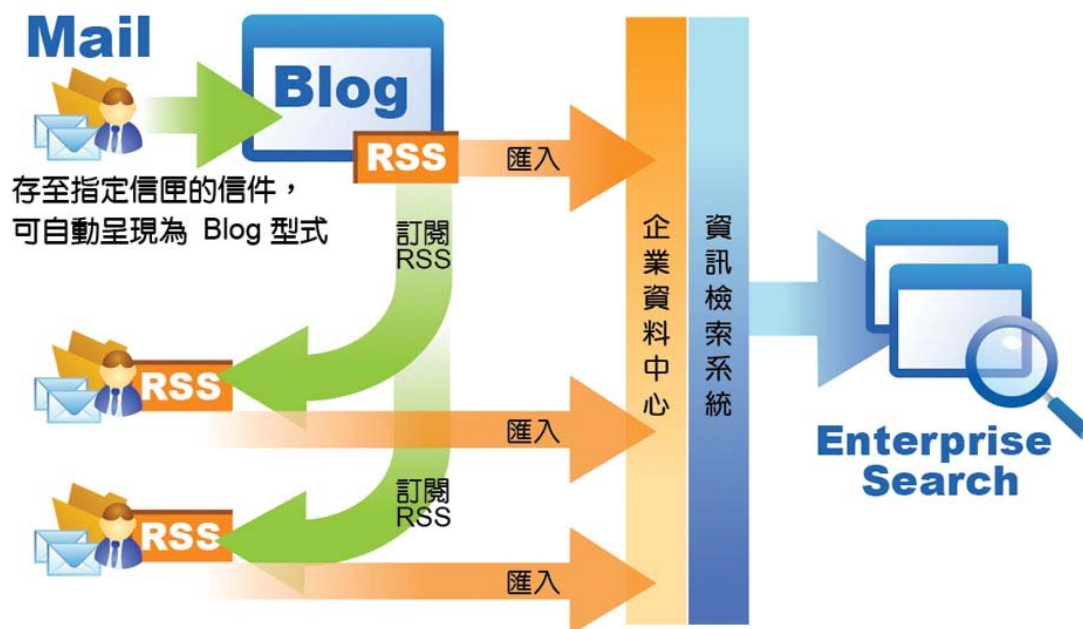 Mail
Blog
RSS
匯入
存至指定信匣的信件，
可自動呈現為 Blog 型式
訂閱
RSS
企業資料中心
資訊檢索系統
RSS
匯入
Enterprise
Search
訂閱
RSS
RSS
匯入